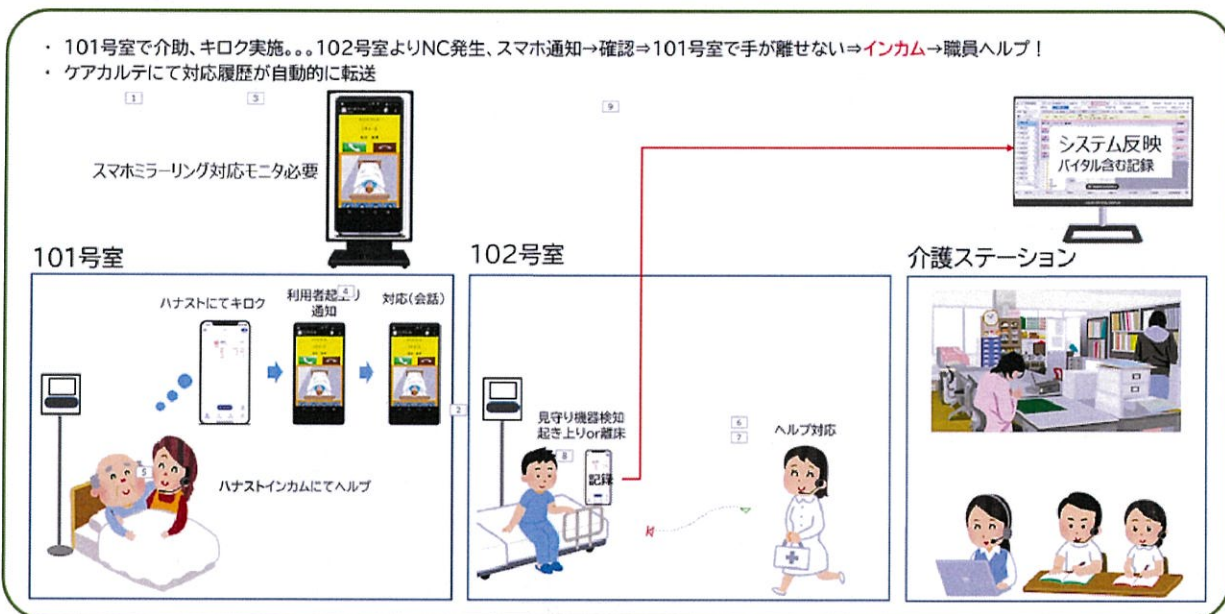 ・ 101号室で介助、キロク実施。。。102号室よりNC発生、スマホ通知→確認⇒101号室で手が離せない⇒インカム→職員ヘルプ！
・ ケアカルテにて対応履歴が自動的に転送
1
3
9
スマホミラーリング対応モニタ必要
システム反映
バイタル含む記録
101号室
102号室
介護ステーション
ハナストにてキロク
利用者起上り
通知
4
対応(会話)
2
見守り機器検知
起き上りor離床
8
記録
6
7
ヘルプ対応
5
ハナストインカムにてヘルプ